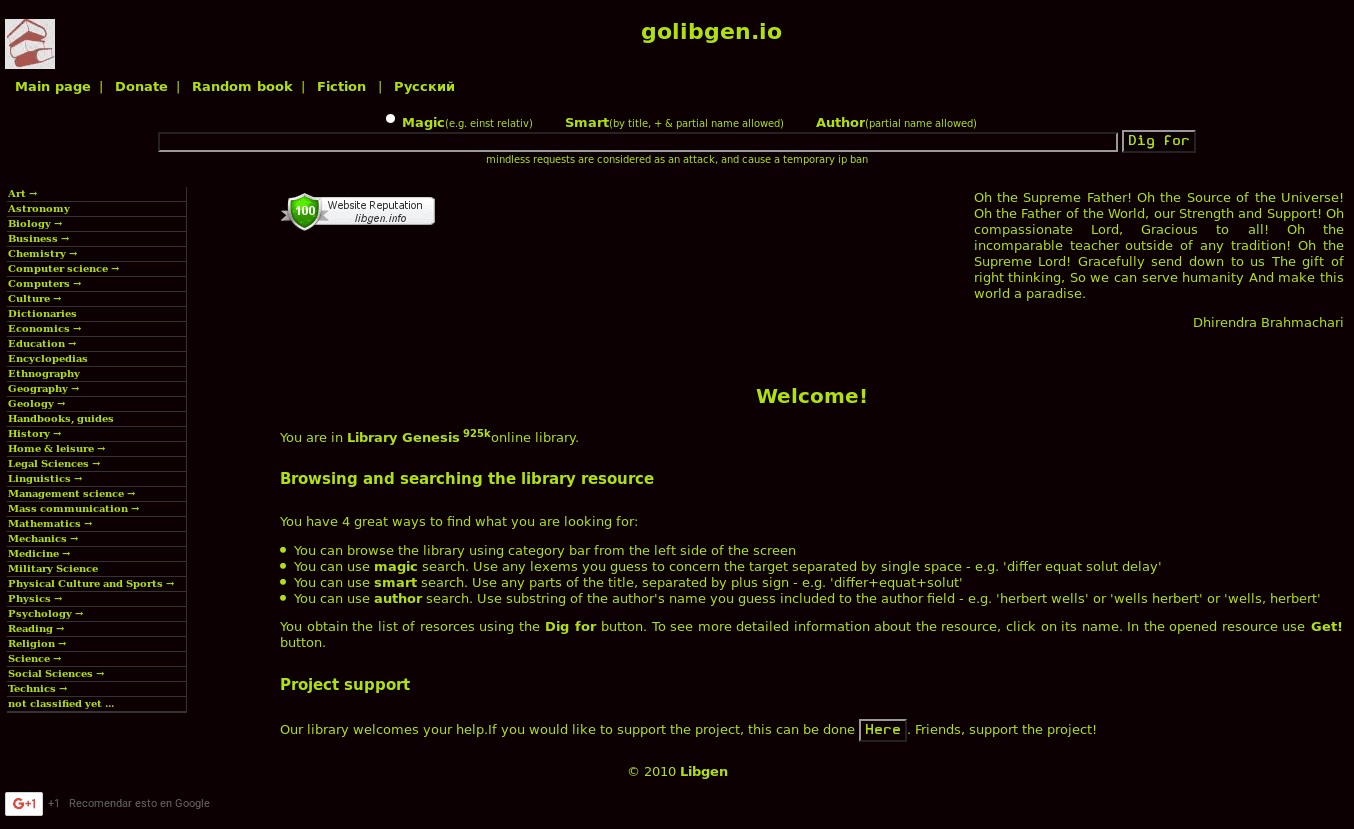 golibgen.io
Main page | Donate | Random book | Fiction | Русский
Magic(e.g. einst relativ) Smart(by title, + & partial name allowed) Author(partial name allowed)
Dig for
mindless requests are considered as an attack, and cause a temporary ip ban
Art →
Astronomy
Biology →
Business →
Chemistry →
Computer science →
Computers →
Culture →
Dictionaries
Economics →
Education →
Encyclopedias
Ethnography
Geography →
Geology →
Handbooks, guides
History →
Home & leisure →
Legal Sciences →
Linguistics →
Management science →
Mass communication →
Mathematics →
Mechanics →
Medicine →
Military Science
Physical Culture and Sports →
Physics →
Psychology →
Reading →
Religion →
Science →
Social Sciences →
Technics →
not classified yet ...
100 Website Reputation
libgen.info
Oh the Supreme Father! Oh the Source of the Universe!
Oh the Father of the World, our Strength and Support! Oh
compassionate Lord, Gracious to all! Oh the
incomparable teacher outside of any tradition! Oh the
Supreme Lord! Gracefully send down to us The gift of
right thinking, So we can serve humanity And make this
world a paradise.
Dhirendra Brahmachari
Welcome!
You are in Library Genesis 925k online library.
Browsing and searching the library resource
You have 4 great ways to find what you are looking for:
You can browse the library using category bar from the left side of the screen
You can use magic search. Use any lexems you guess to concern the target separated by single space - e.g. 'differ equat solut delay'
You can use smart search. Use any parts of the title, separated by plus sign - e.g. 'differ+equat+solut'
You can use author search. Use substring of the author's name you guess included to the author field - e.g. 'herbert wells' or 'wells herbert' or 'wells, herbert'
You obtain the list of resorces using the Dig for button. To see more detailed information about the resource, click on its name. In the opened resource use Get!
button.
Project support
Our library welcomes your help.If you would like to support the project, this can be done Here. Friends, support the project!
© 2010 Libgen
G+1 +1 Recomendar esto en Google